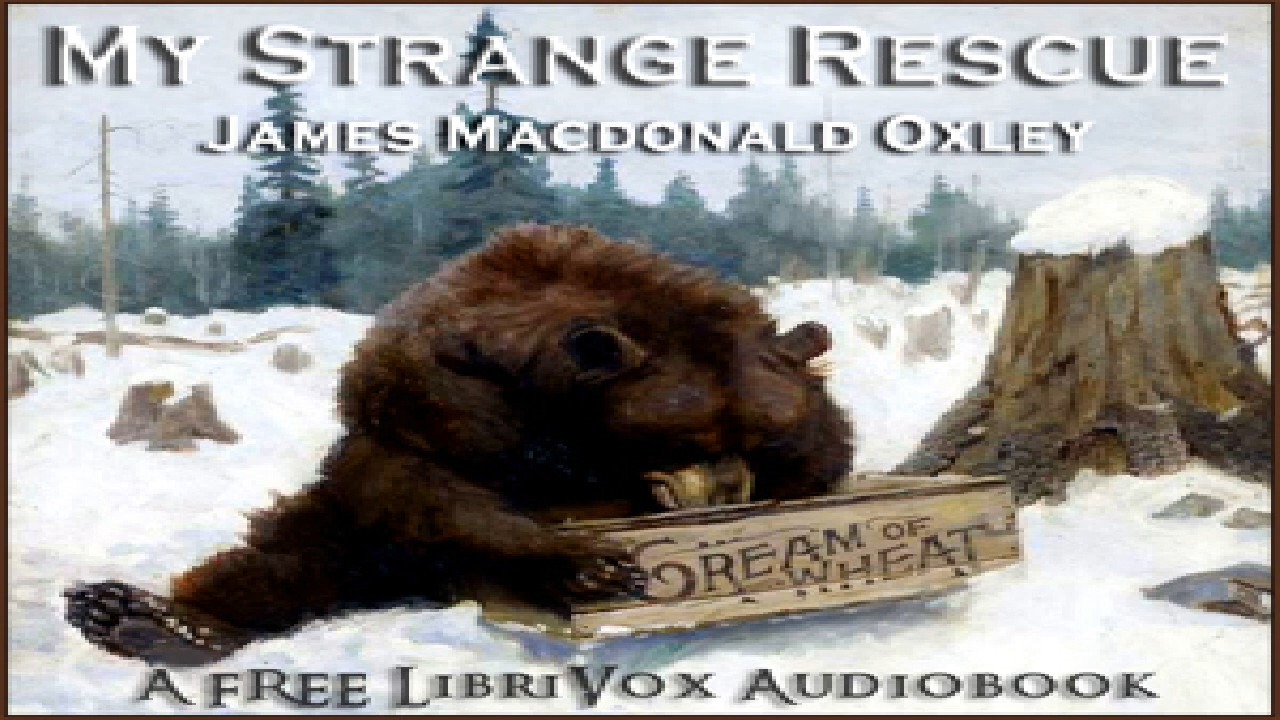 My Strange Rescue
James Macdonald Oxley
CREAM OF
WHEAT
A fRee LibriVox Audiobook